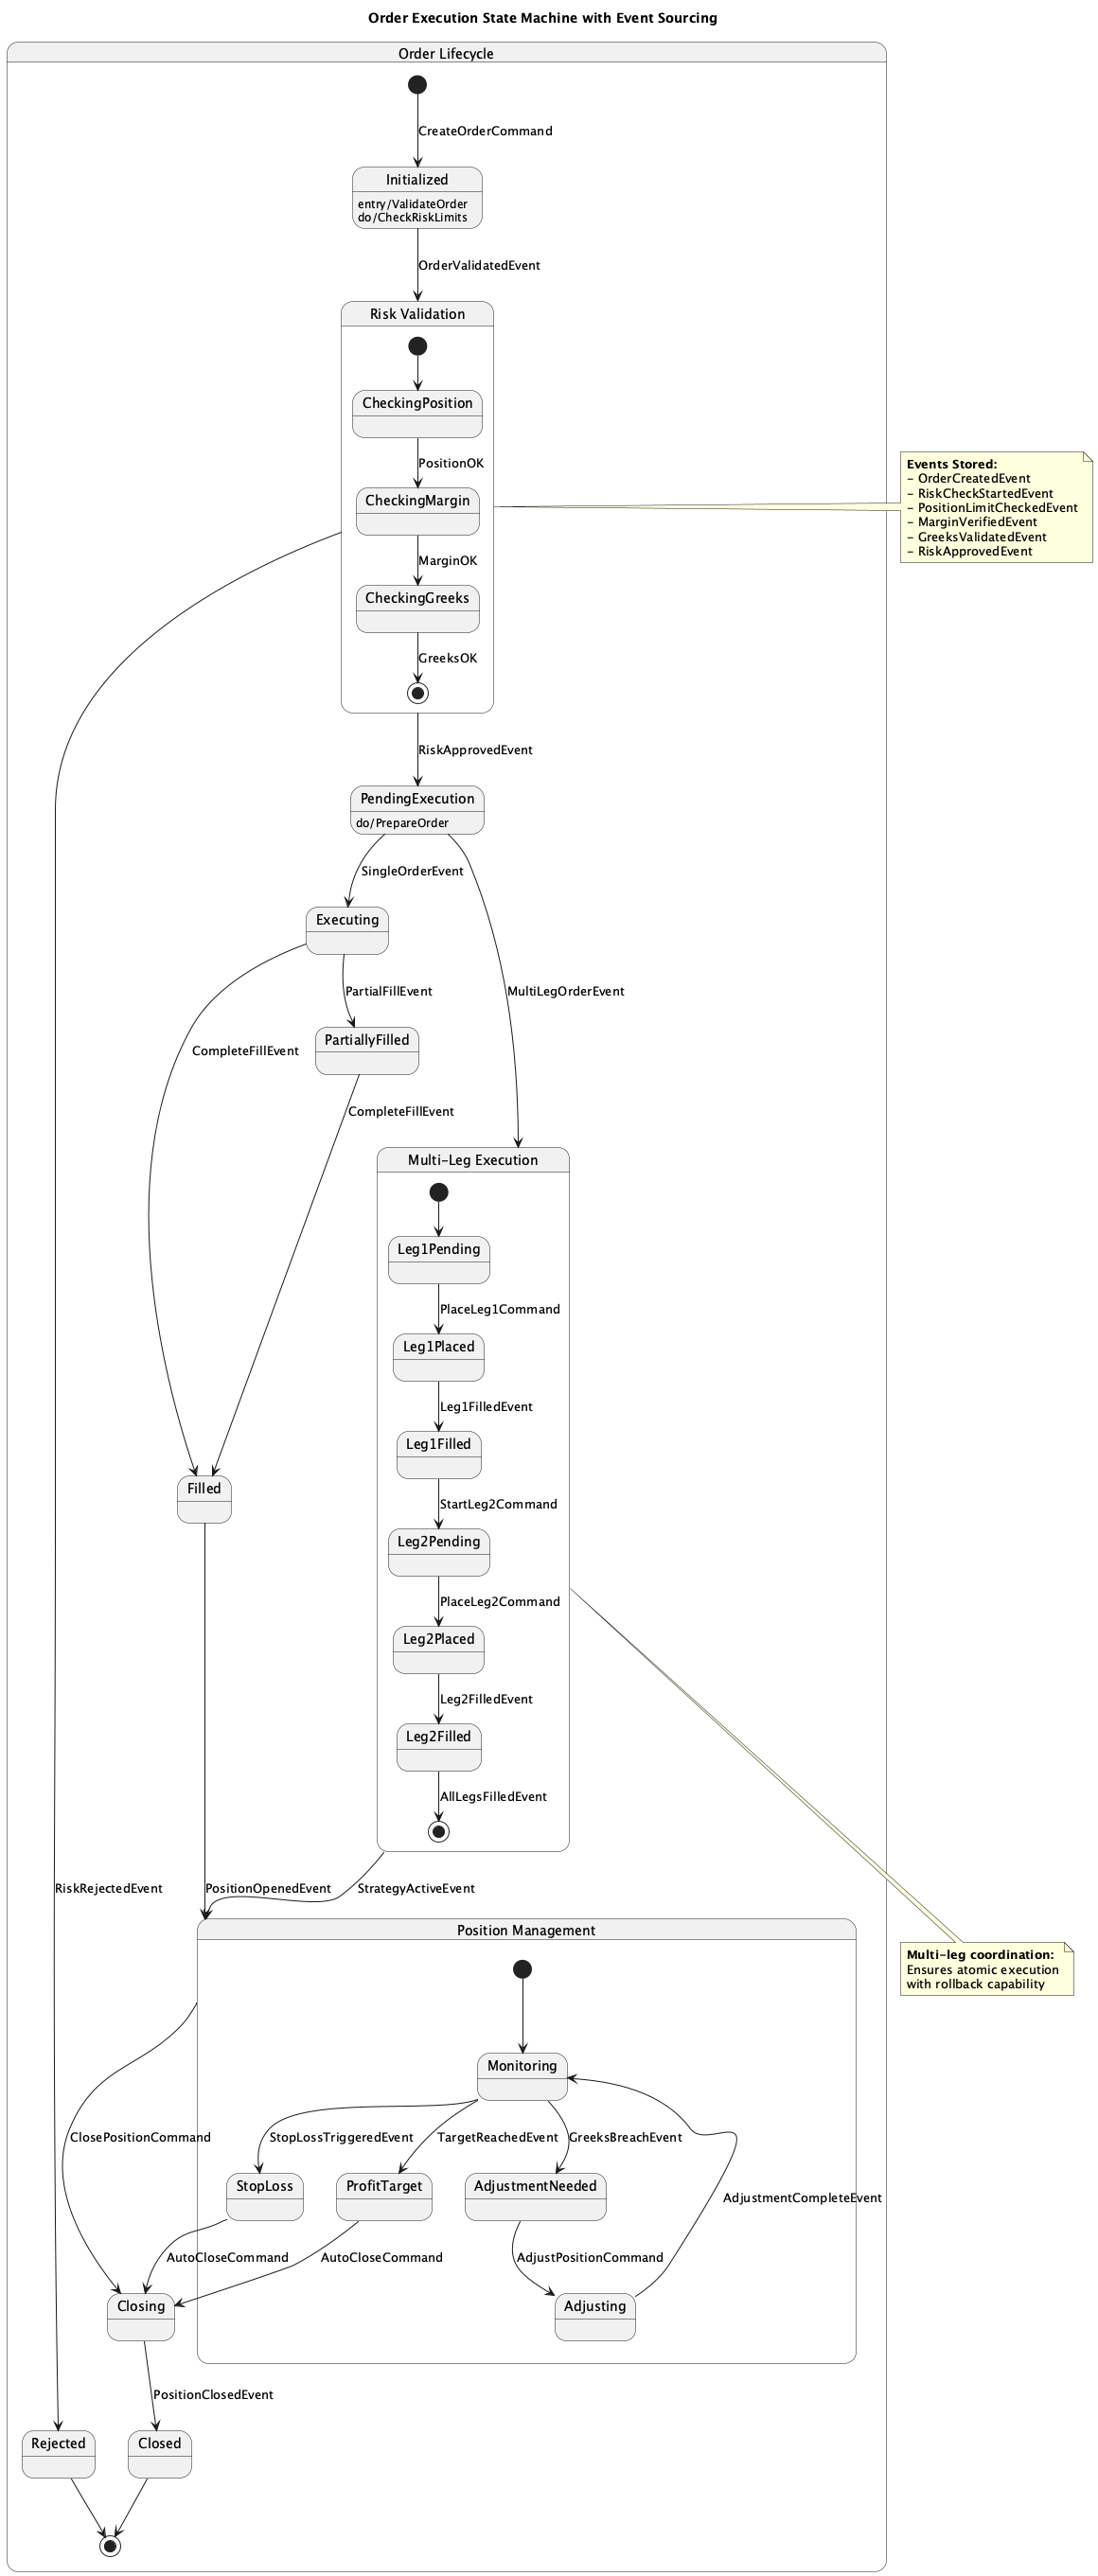 Order Execution State Machine with Event Sourcing
Order Lifecycle
CreateOrderCommand
Initialized
entry/ValidateOrder
do/CheckRiskLimits
OrderValidatedEvent
Risk Validation
CheckingPosition
PositionOK
CheckingMargin
MarginOK
CheckingGreeks
GreeksOK
Events Stored:
- OrderCreatedEvent
- RiskCheckStartedEvent
- PositionLimitCheckedEvent
- MarginVerifiedEvent
- GreeksValidatedEvent
- RiskApprovedEvent
RiskApprovedEvent
PendingExecution
do/PrepareOrder
SingleOrderEvent
Executing
PartialFillEvent
MultiLegOrderEvent
PartiallyFilled
CompleteFillEvent
CompleteFillEvent
Multi-Leg Execution
Leg1Pending
PlaceLeg1Command
Leg1Placed
Leg1FilledEvent
Leg1Filled
Filled
StartLeg2Command
Leg2Pending
PlaceLeg2Command
Leg2Placed
Leg2FilledEvent
Leg2Filled
AllLegsFilledEvent
RiskRejectedEvent
PositionOpenedEvent
StrategyActiveEvent
Position Management
Multi-leg coordination:
Ensures atomic execution
with rollback capability
Monitoring
ClosePositionCommand
StopLossTriggeredEvent
TargetReachedEvent
GreeksBreachEvent
StopLoss
ProfitTarget
AdjustmentNeeded
AdjustmentCompleteEvent
AutoCloseCommand
AutoCloseCommand
AdjustPositionCommand
Closing
Adjusting
PositionClosedEvent
Rejected
Closed